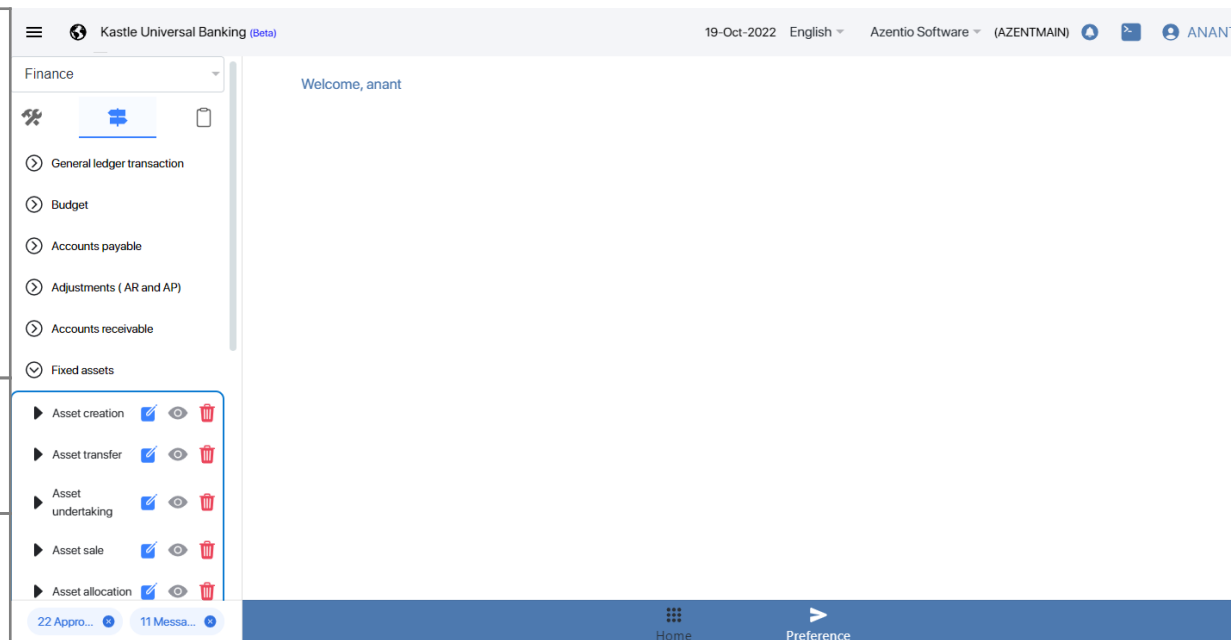 Kastle Universal Banking (Beta)
19-Oct-2022 English Azentio Software (AZENTMAIN) ANANT
Finance
Welcome, anant
General ledger transaction
Budget
Accounts payable
Adjustments ( AR and AP)
Accounts receivable
Fixed assets
Asset creation
Asset transfer
Asset
undertaking
Asset sale
Asset allocation
22 Appro... 11 Messa...
Home Preference